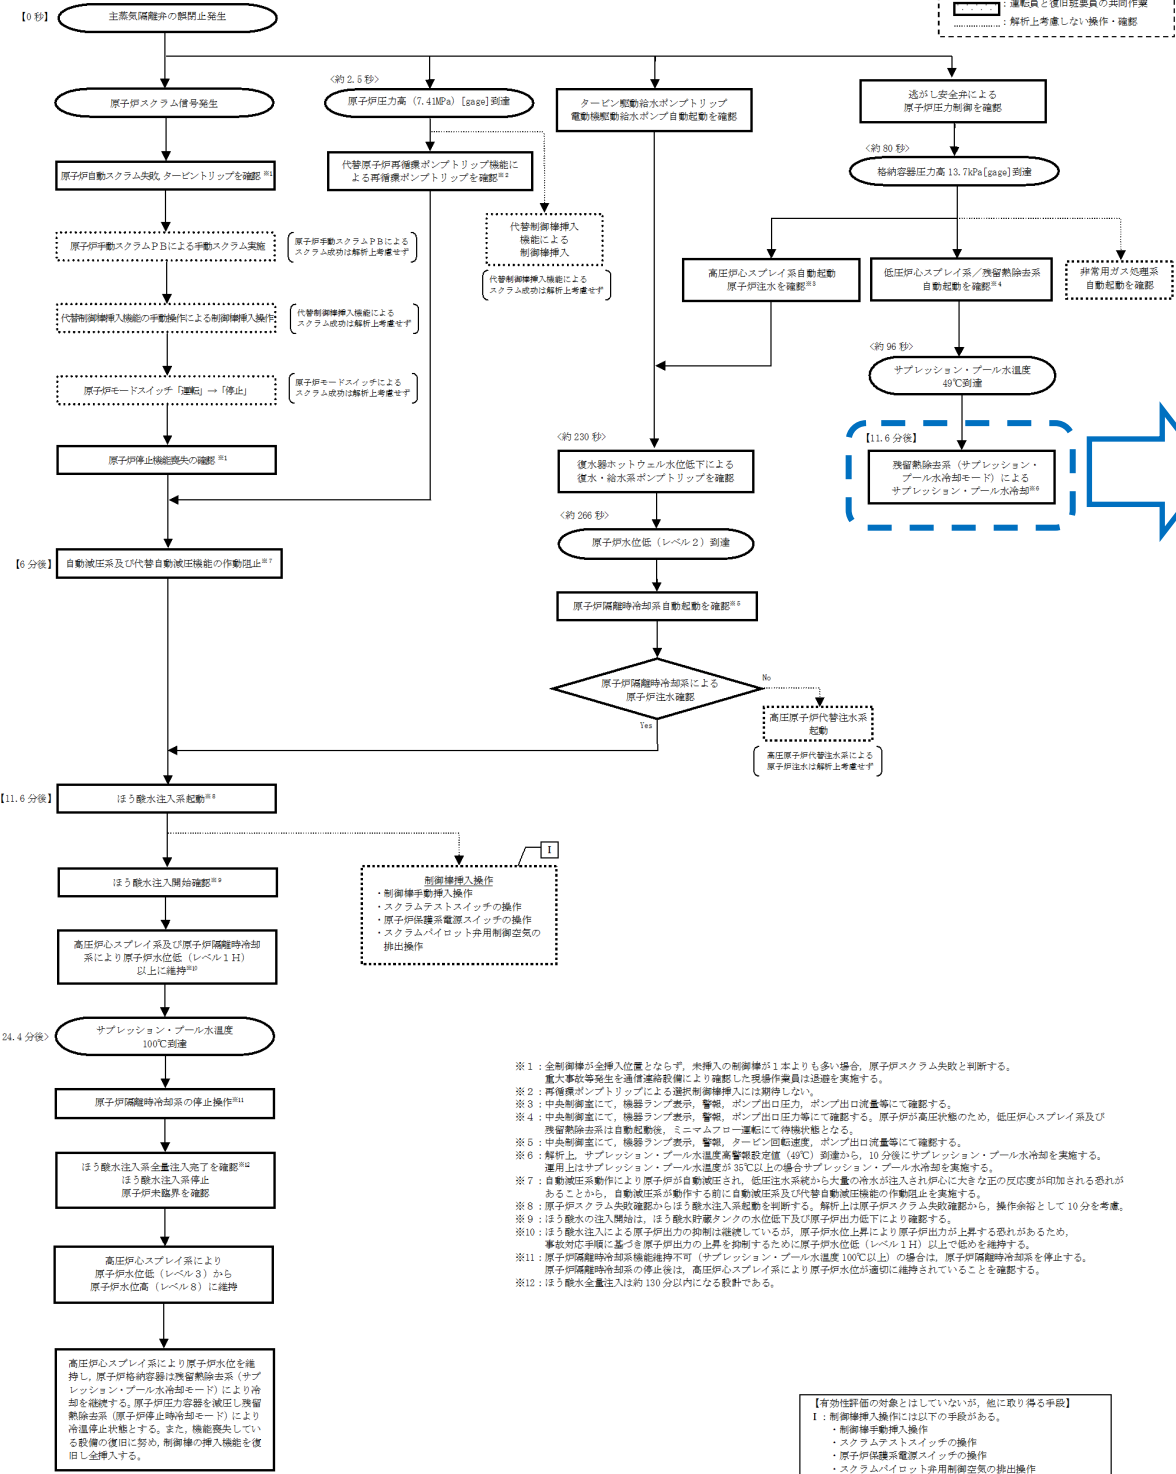 ：運転員と復旧班要員の共同作業
：解析上考慮しない操作・確認
【0 秒】
主蒸気隔離弁の誤閉止発生
原子炉スクラム信号発生
〈約 2.5 秒〉
原子炉圧力高（7.41MPa）[gage]到達
タービン駆動給水ポンプトリップ
電動機駆動給水ポンプ自動起動を確認
逃がし安全弁による
原子炉圧力制御を確認
原子炉自動スクラム失敗，タービントリップを確認 ※1
代替原子炉再循環ポンプトリップ機能に
よる再循環ポンプトリップを確認※2
〈約 80 秒〉
格納容器圧力高 13.7kPa[gage]到達
原子炉手動スクラムＰＢによる手動スクラム実施
原子炉手動スクラムＰＢによる
スクラム成功は解析上考慮せず
代替制御棒挿入
機能による
制御棒挿入
代替制御棒挿入機能による
スクラム成功は解析上考慮せず
高圧炉心スプレイ系自動起動
原子炉注水を確認※3
低圧炉心スプレイ系／残留熱除去系
自動起動を確認※4
非常用ガス処理系
自動起動を確認
代替制御棒挿入機能の手動操作による制御棒挿入操作
代替制御棒挿入機能による
スクラム成功は解析上考慮せず
〈約 96 秒〉
サプレッション・プール水温度
49℃到達
原子炉モードスイッチ「運転」→「停止」
原子炉モードスイッチによる
スクラム成功は解析上考慮せず
原子炉停止機能喪失の確認 ※1
〈約 230 秒〉
復水器ホットウェル水位低下による
復水・給水系ポンプトリップを確認
【11.6 分後】
残留熱除去系（サプレッション・
プール水冷却モード）による
サプレッション・プール水冷却※6
〈約 266 秒〉
原子炉水位低（レベル２）到達
【6 分後】
自動減圧系及び代替自動減圧機能の作動阻止※7
原子炉隔離時冷却系自動起動を確認※5
原子炉隔離時冷却系による
原子炉注水確認
No
Yes
高圧原子炉代替注水系
起動
高圧原子炉代替注水系による
原子炉注水は解析上考慮せず
【11.6 分後】
ほう酸水注入系起動※8
Ⅰ
ほう酸水注入開始確認※9
制御棒挿入操作
・制御棒手動挿入操作
・スクラムテストスイッチの操作
・原子炉保護系電源スイッチの操作
・スクラムパイロット弁用制御空気の
排出操作
高圧炉心スプレイ系及び原子炉隔離時冷却
系により原子炉水位低（レベル１Ｈ）
以上に維持※10
24.4 分後〉
サプレッション・プール水温度
100℃到達
原子炉隔離時冷却系の停止操作※11
ほう酸水注入系全量注入完了を確認※12
ほう酸水注入系停止
原子炉未臨界を確認
高圧炉心スプレイ系により
原子炉水位低（レベル３）から
原子炉水位高（レベル８）に維持
高圧炉心スプレイ系により原子炉水位を維
持し，原子炉格納容器は残留熱除去系（サプ
レッション・プール水冷却モード）により冷
却を継続する。原子炉圧力容器を減圧し残留
熱除去系（原子炉停止時冷却モード）により
冷温停止状態とする。また，機能喪失してい
る設備の復旧に努め，制御棒の挿入機能を復
旧し全挿入する。
※１：全制御棒が全挿入位置とならず，未挿入の制御棒が１本よりも多い場合，原子炉スクラム失敗と判断する。
重大事故等発生を通信連絡設備により確認した現場作業員は退避を実施する。
※２：再循環ポンプトリップによる選択制御棒挿入には期待しない。
※３：中央制御室にて，機器ランプ表示，警報，ポンプ出口圧力，ポンプ出口流量等にて確認する。
※４：中央制御室にて，機器ランプ表示，警報，ポンプ出口圧力等にて確認する。原子炉が高圧状態のため，低圧炉心スプレイ系及び
残留熱除去系は自動起動後，ミニマムフロー運転にて待機状態となる。
※５：中央制御室にて，機器ランプ表示，警報，タービン回転速度，ポンプ出口流量等にて確認する。
※６：解析上，サプレッション・プール水温度高警報設定値（49℃）到達から，10 分後にサプレッション・プール水冷却を実施する。
運用上はサプレッション・プール水温度が 35℃以上の場合サプレッション・プール水冷却を実施する。
※７：自動減圧系動作により原子炉が自動減圧され，低圧注水系統から大量の冷水が注入され炉心に大きな正の反応度が印加される恐れが
あることから，自動減圧系が動作する前に自動減圧系及び代替自動減圧機能の作動阻止を実施する。
※８：原子炉スクラム失敗確認からほう酸水注入系起動を判断する。解析上は原子炉スクラム失敗確認から，操作余裕として 10 分を考慮。
※９：ほう酸水の注入開始は，ほう酸水貯蔵タンクの水位低下及び原子炉出力低下により確認する。
※10：ほう酸水注入による原子炉出力の抑制は継続しているが，原子炉水位上昇により原子炉出力が上昇する恐れがあるため，
事故対応手順に基づき原子炉出力の上昇を抑制するために原子炉水位低（レベル１Ｈ）以上で低めを維持する。
※11：原子炉隔離時冷却系機能維持不可（サプレッション・プール水温度 100℃以上）の場合は，原子炉隔離時冷却系を停止する。
原子炉隔離時冷却系の停止後は，高圧炉心スプレイ系により原子炉水位が適切に維持されていることを確認する。
※12：ほう酸水全量注入は約 130 分以内になる設計である。
【有効性評価の対象とはしていないが，他に取り得る手段】
Ⅰ：制御棒挿入操作には以下の手段がある。
・制御棒手動挿入操作
・スクラムテストスイッチの操作
・原子炉保護系電源スイッチの操作
・スクラムパイロット弁用制御空気の排出操作